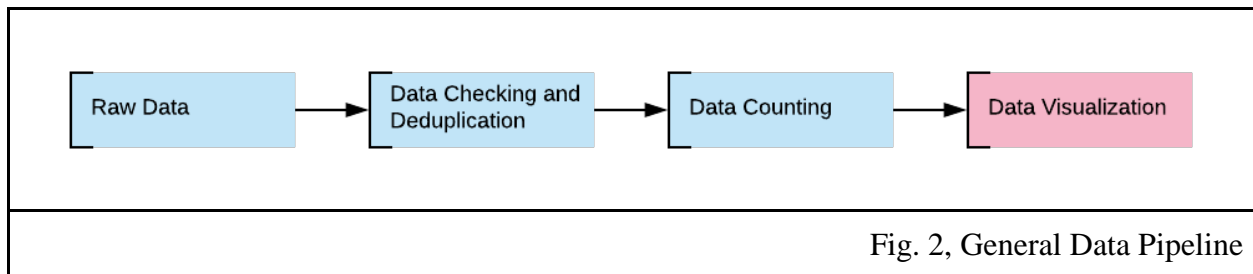 Raw Data
Data Checking and
Deduplication
Data Counting
Data Visualization
Fig. 2, General Data Pipeline